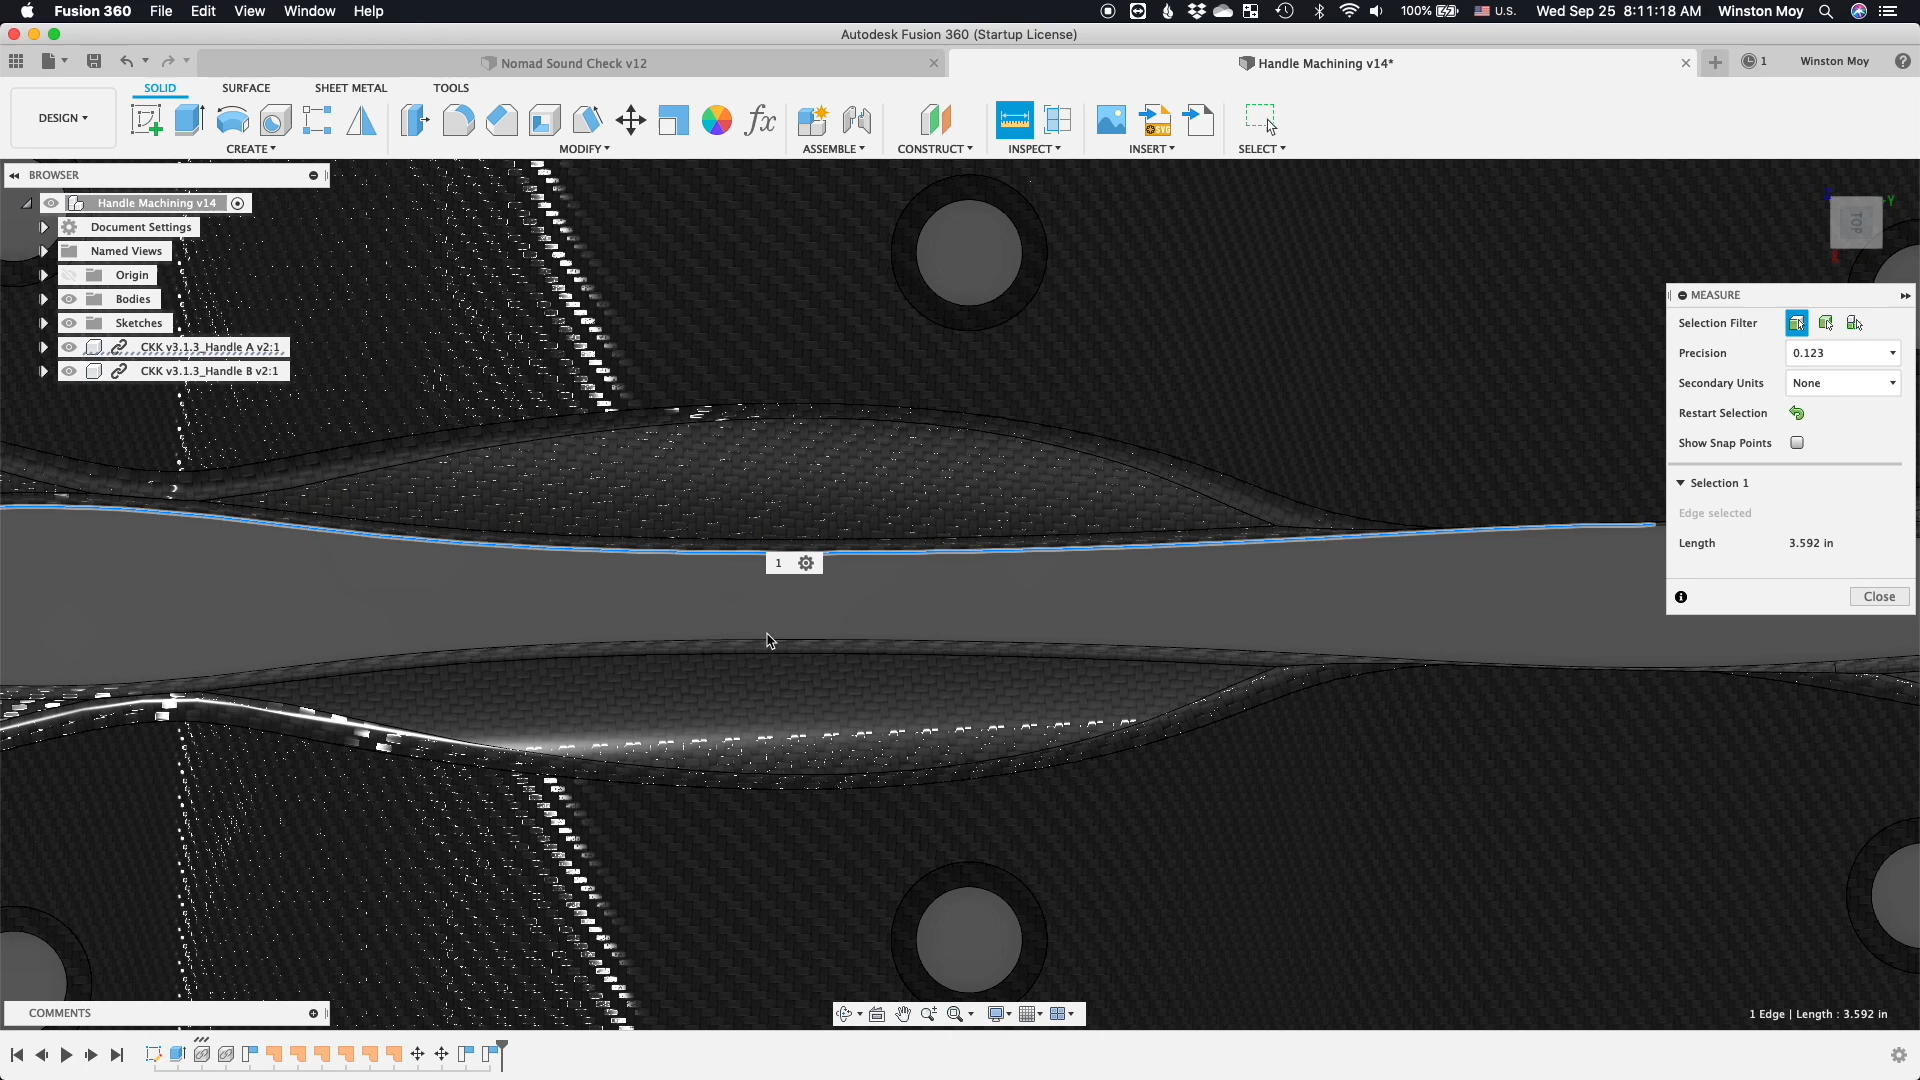 Fusion 360 File Edit View Window Help 100% U.S. Wed Sep 25 8:11:18 AM Winston Moy
Autodesk Fusion 360 (Startup License)
Nomad Sound Check v12 Handle Machining v14* 1 Winston Moy
SOLID SURFACE SHEET METAL TOOLS
DESIGN
CREATE MODIFY ASSEMBLE CONSTRUCT INSPECT INSERT SELECT
BROWSER
Handle Machining v14
Document Settings
Named Views
Origin
Bodies
Sketches
CKK v3.1.3_Handle A v2:1
CKK v3.1.3_Handle B v2:1
TOP
Y
MEASURE
Selection Filter
Precision 0.123
Secondary Units None
Restart Selection
Show Snap Points
Selection 1
Edge selected
Length 3.592 in
Close
1
COMMENTS
1 Edge | Length : 3.592 in